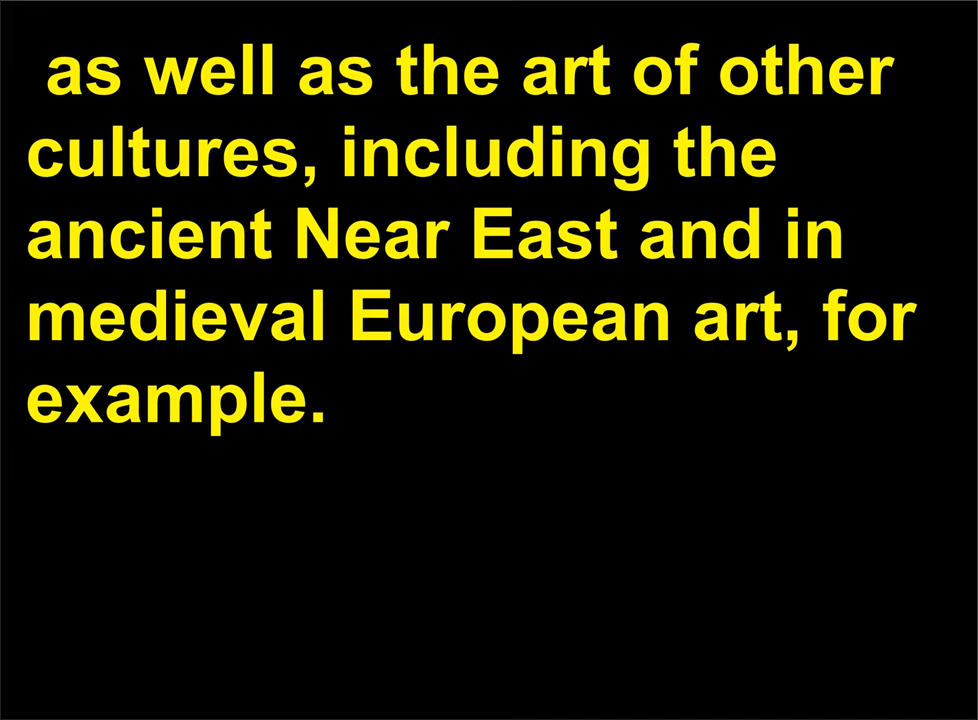 as well as the art of other
cultures, including the
ancient Near East and in
medieval European art, for
example.